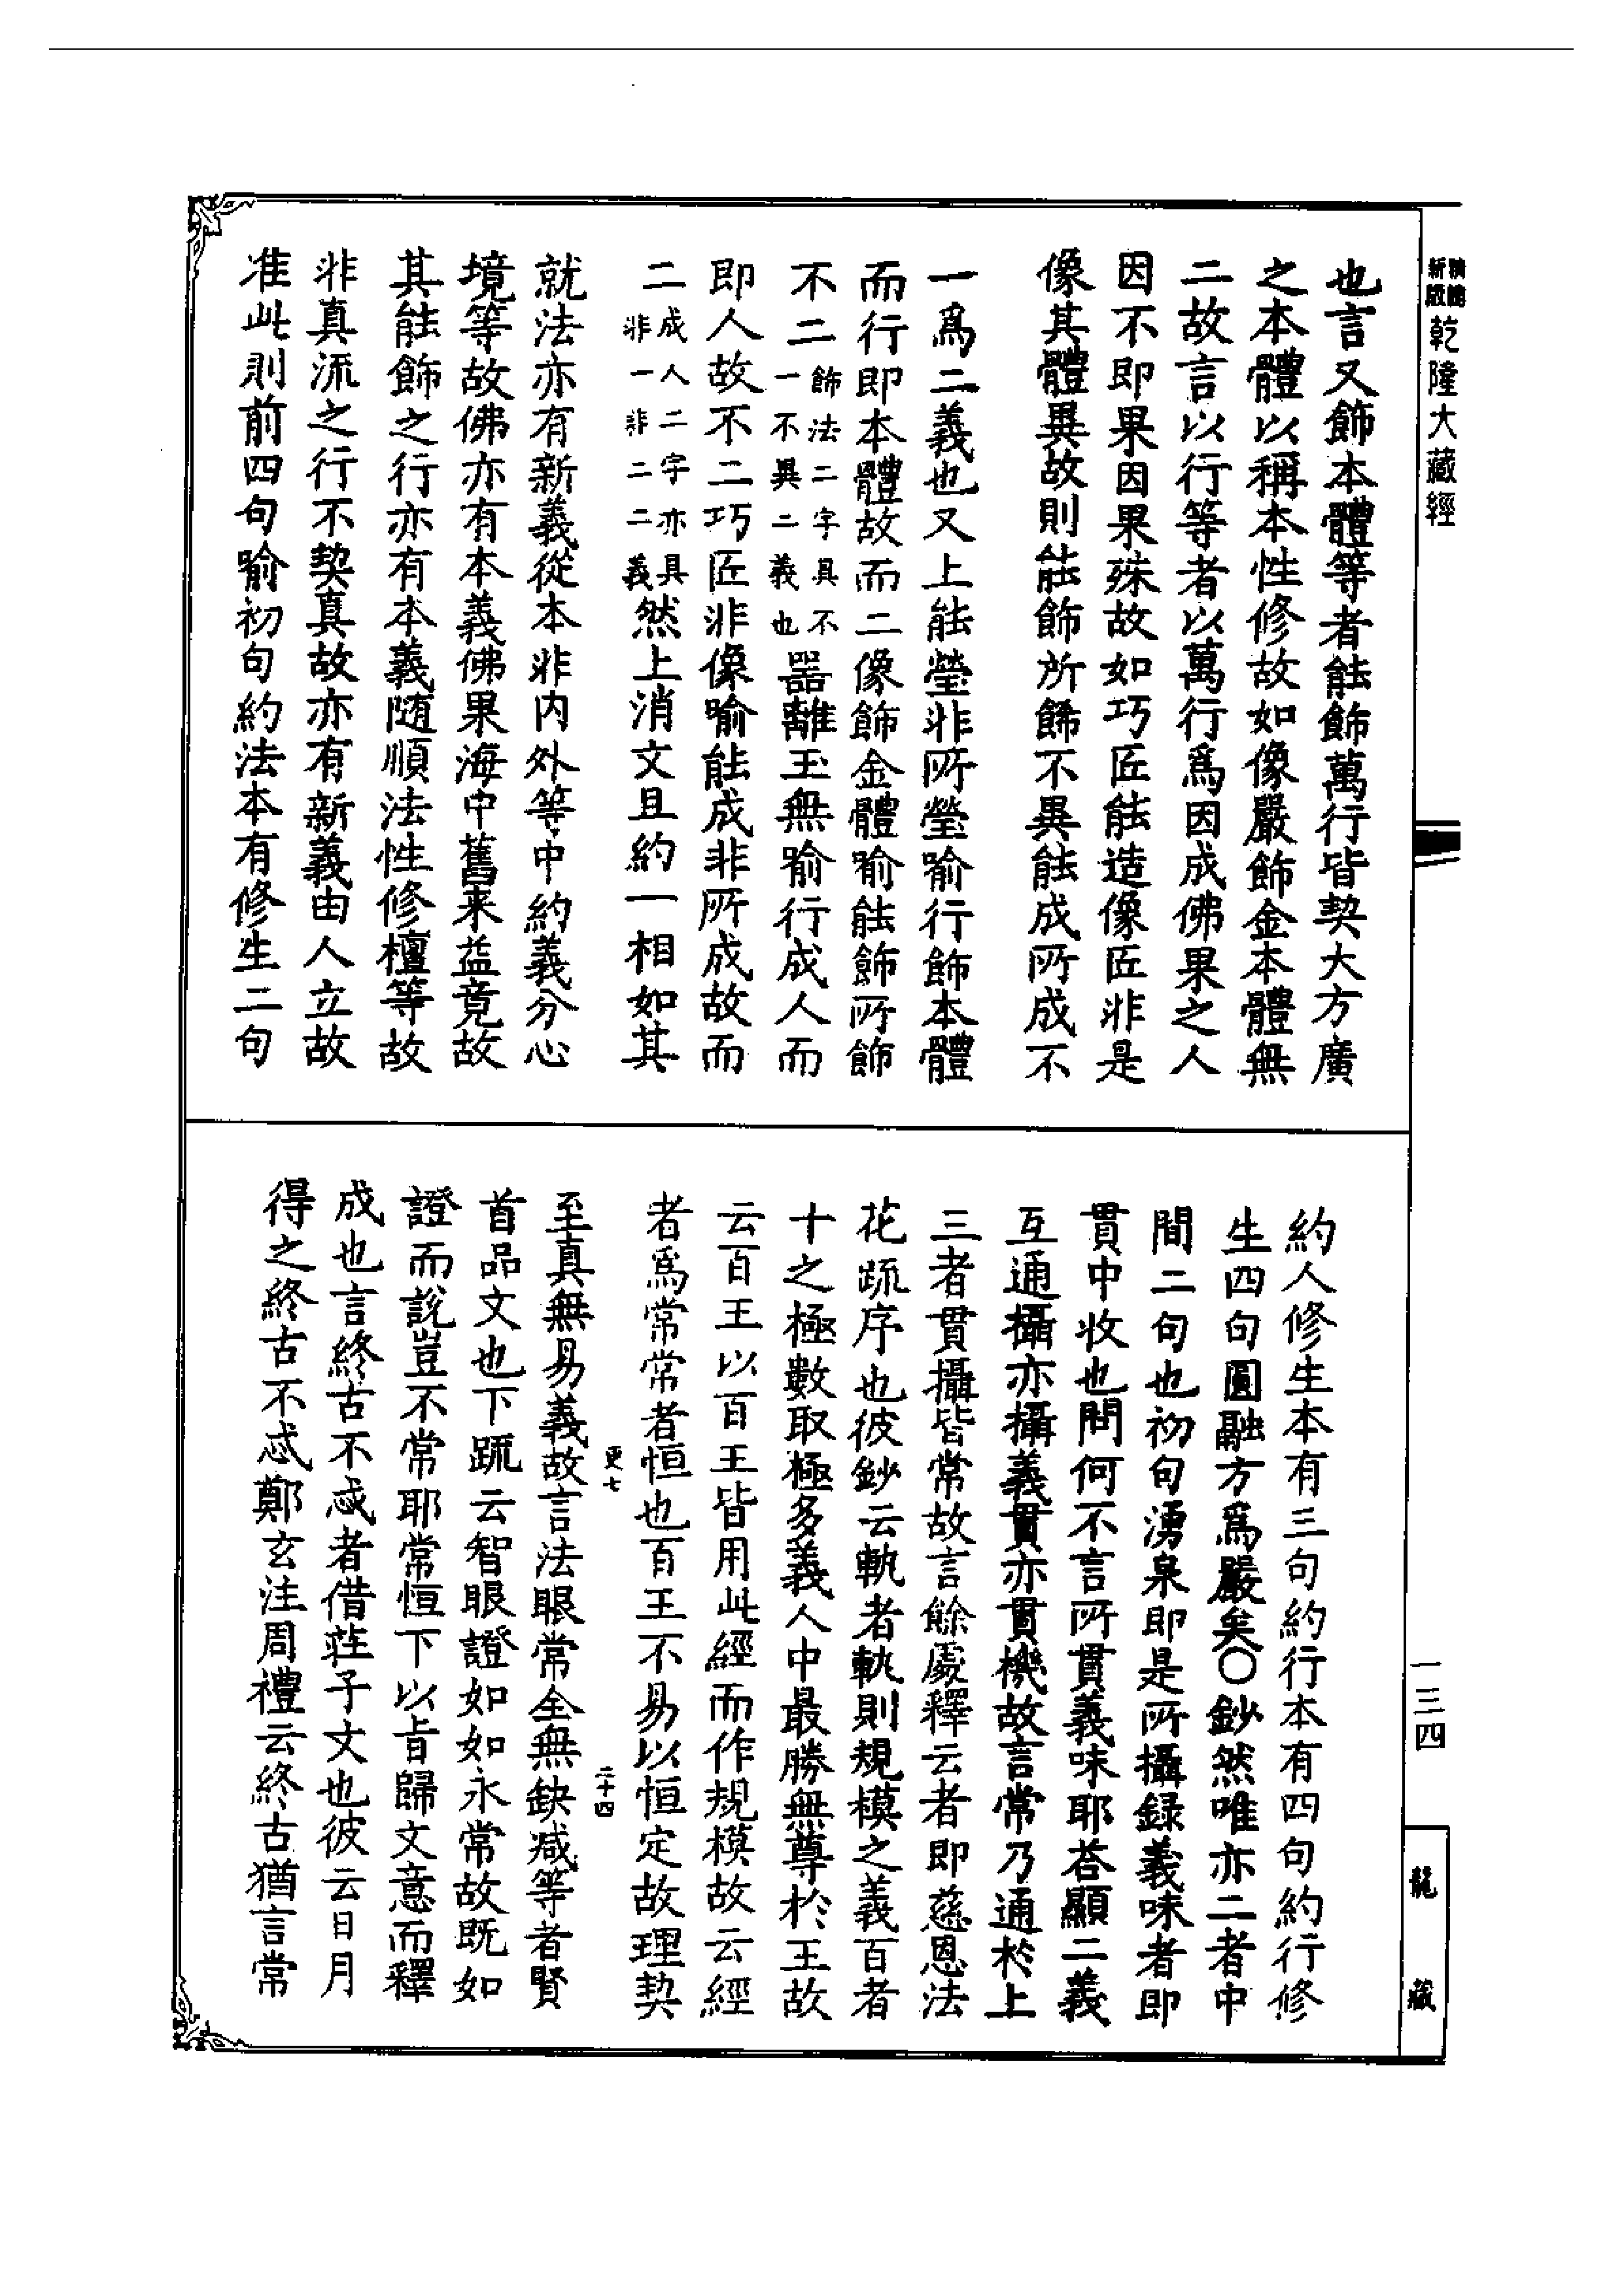 乾隆大藏經
也言又飾本體等者能飾萬行皆契大方廣
之本體以稱本性修故如像嚴飾金本體無
二故言以行等者以萬行爲因成佛果之人
因不即果因果殊故如巧匠能造像匠非是
像其體異故則能飾所飾不異能成所成不
一爲二義也又上能瑩非所瑩喻行飾本體
而行即本體故而二像飾金體喻能飾所飾
不二飾法二字具不一不異二義也器離玉無喻行成人而
即人故不二巧匠非像喻能成非所成故而
二成人二字亦具非一非二二義然上消文且約一相如其
就法亦有新義從本非內外等中約義分心
境等故佛亦有本義佛果海中舊來益竟故
其能飾之行亦有本義随順法性修檀等故
非真流之行不契真故亦有新義由人立故
准此則前四句喻初句約法本有修生二句
約人修生本有三句約行本有四句約行修
生四句圓融方爲嚴矣〇鈔然唯亦二者中
間二句也初句湧泉即是所攝録義味者即
貫中收也問何不言所貫義味耶荅顯二義
互通攝亦攝義貫亦貫機故言常乃通於上
三者貫攝皆常故言餘處釋云者即慈恩法
花䟽序也彼鈔云軌者軌則規模之義百者
十之極數取極多義人中最勝無尊於王故
云百王以百王皆用此經而作規模故云經
者爲常常者恒也百王不易以恒定故理契
更七
二十四
至真無易義故言法眼常全無缺减等者賢
首品文也下䟽云智眼證如如永常故既如
證而說豈不常耶常恒下以旨歸文意而釋
成也言終古不忒者借莊子文也彼云日月
得之終古不忒鄭玄注周禮云終古猶言常
一三四
龍藏